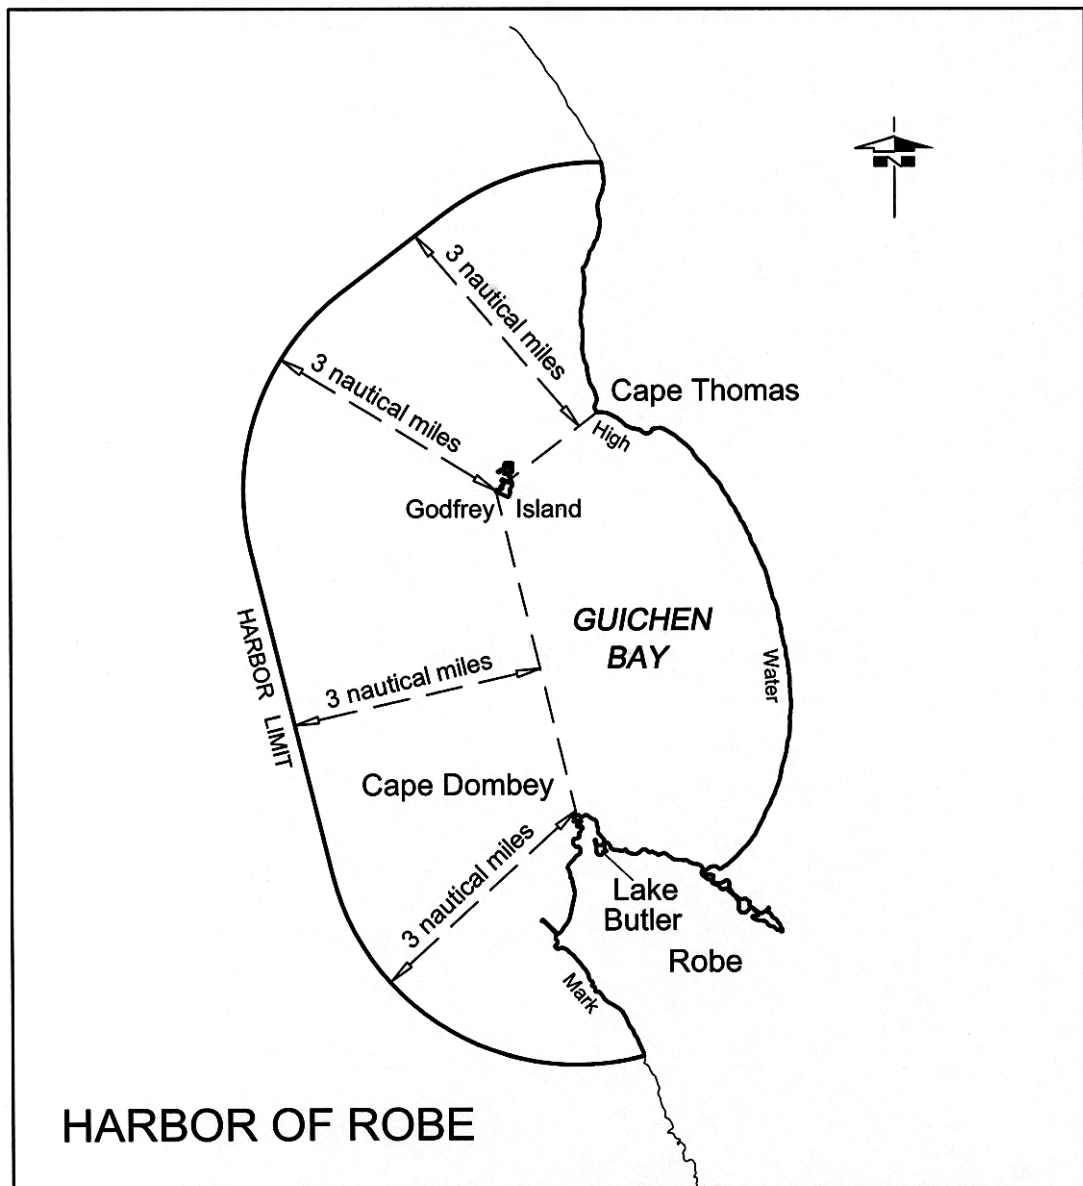 N
3 nautical miles
3 nautical miles
Cape Thomas
High
Godfrey Island
GUICHEN
BAY
HARBOR LIMIT
3 nautical miles
Water
Cape Dombey
3 nautical miles
Lake
Butler
Robe
Mark
HARBOR OF ROBE